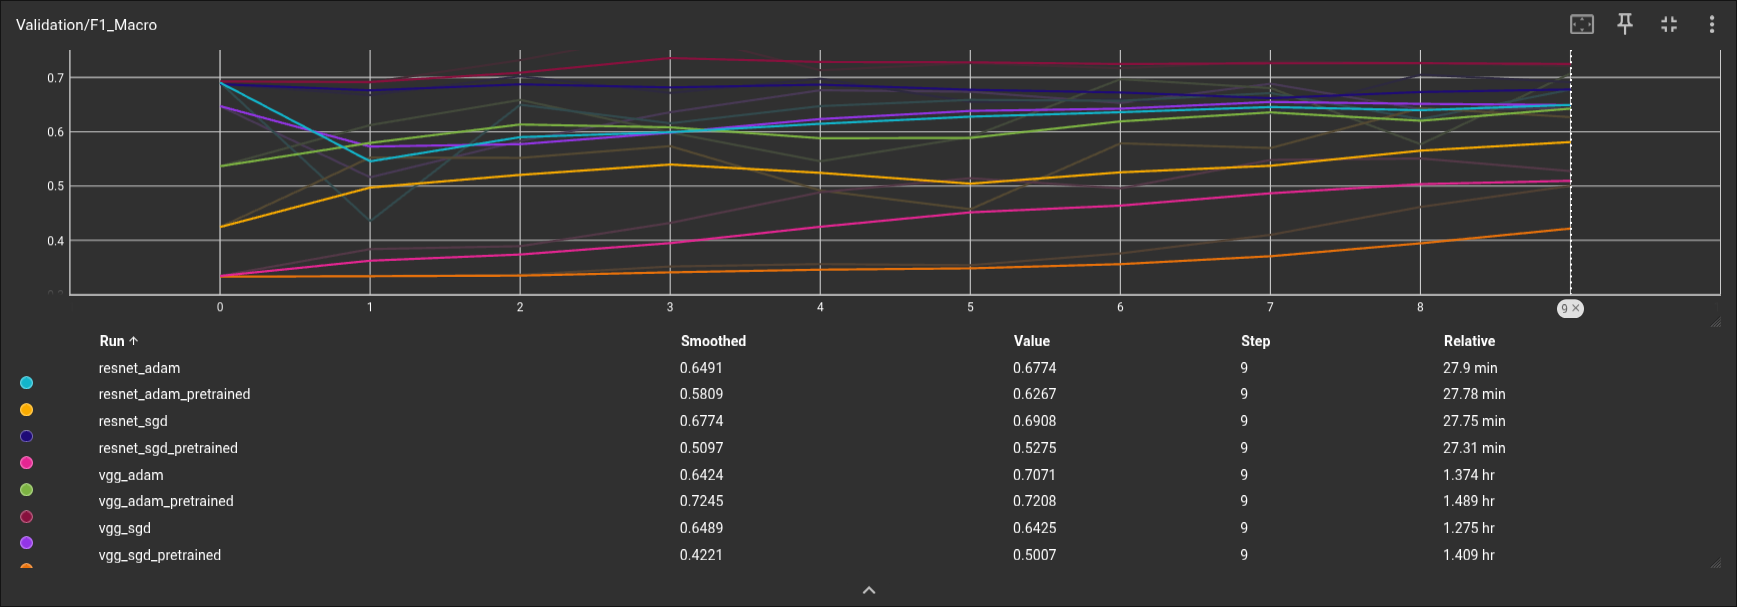 Validation/F1_Macro
0.7
0.6
0.5
0.4
0 1 2 3 4 5 6 7 8 9 ×
Run ↑ Smoothed Value Step Relative
resnet_adam 0.6491 0.6774 9 27.9 min
resnet_adam_pretrained 0.5809 0.6267 9 27.78 min
resnet_sgd 0.6774 0.6908 9 27.75 min
resnet_sgd_pretrained 0.5097 0.5275 9 27.31 min
vgg_adam 0.6424 0.7071 9 1.374 hr
vgg_adam_pretrained 0.7245 0.7208 9 1.489 hr
vgg_sgd 0.6489 0.6425 9 1.275 hr
vgg_sgd_pretrained 0.4221 0.5007 9 1.409 hr